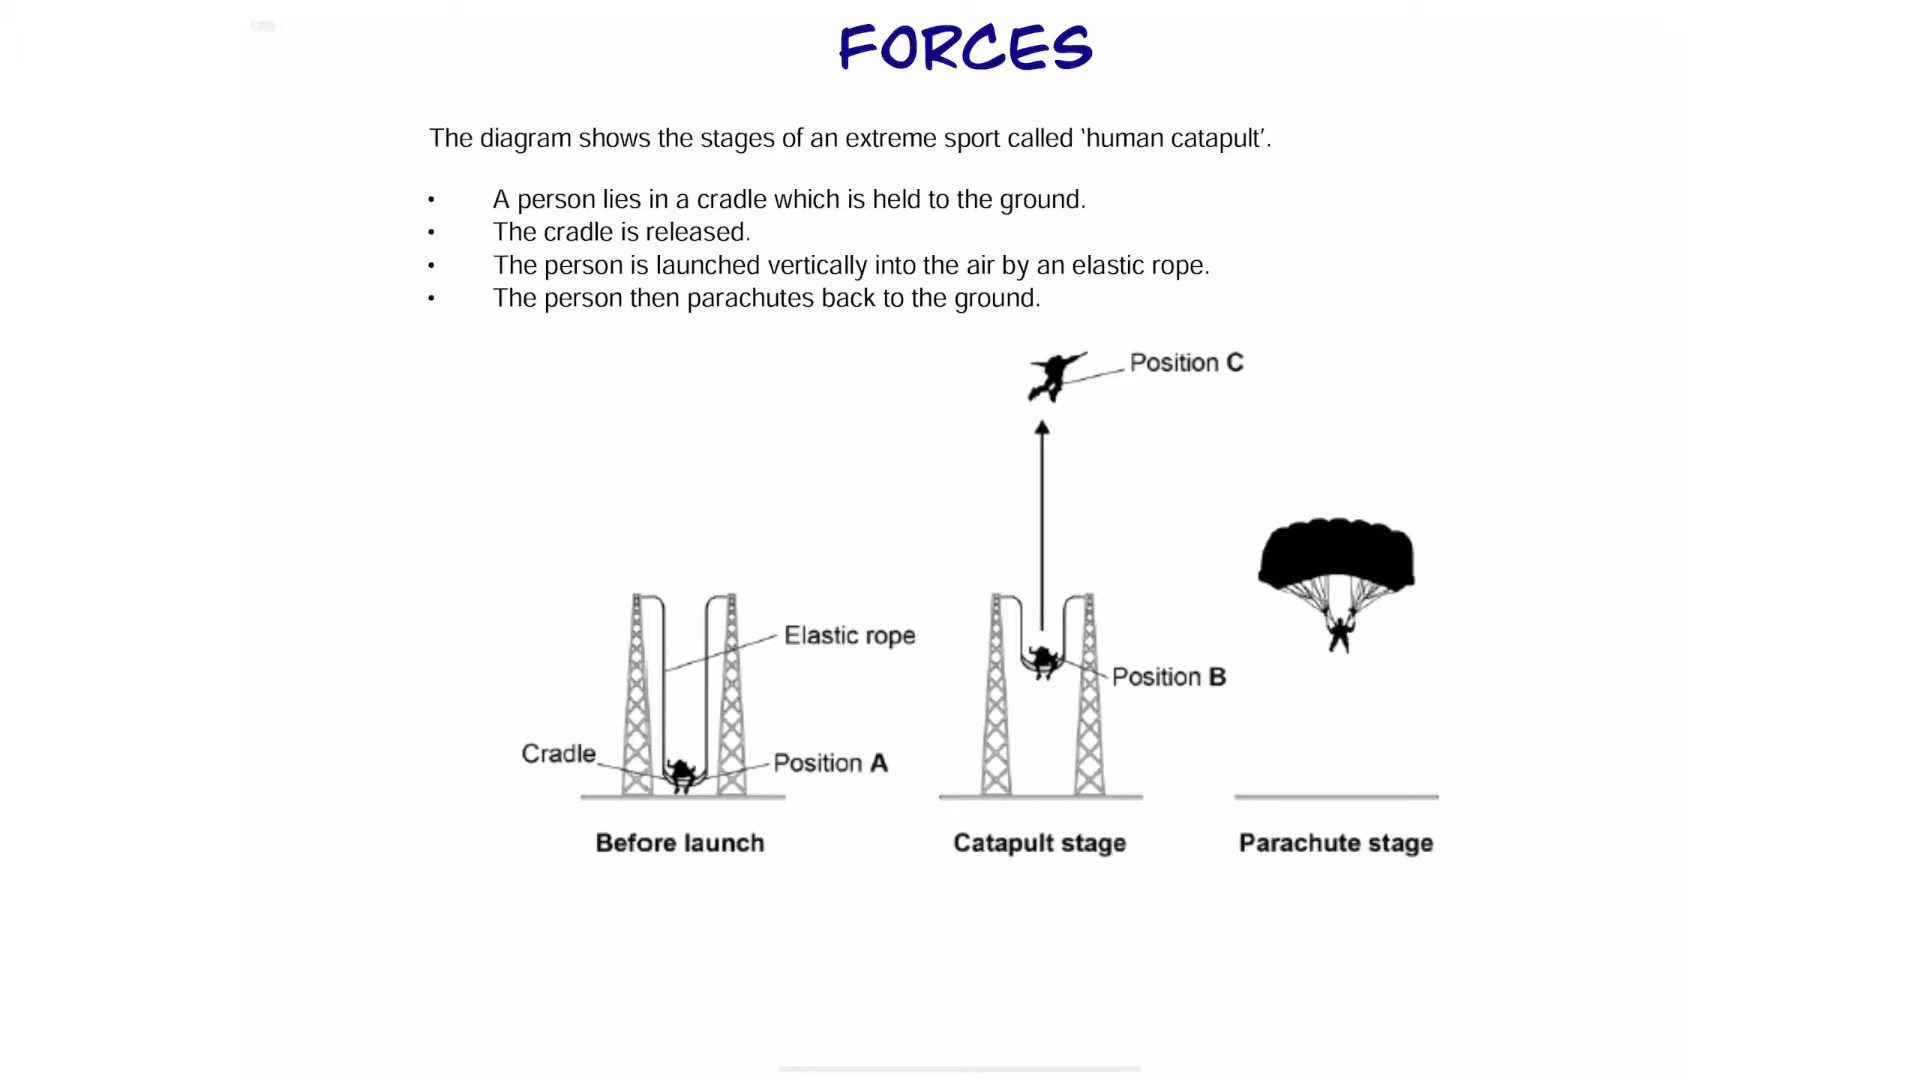 FORCES
The diagram shows the stages of an extreme sport called 'human catapult'.
• A person lies in a cradle which is held to the ground.
• The cradle is released.
• The person is launched vertically into the air by an elastic rope.
• The person then parachutes back to the ground.
Position C
Elastic rope
Position B
Cradle
Position A
Before launch
Catapult stage
Parachute stage